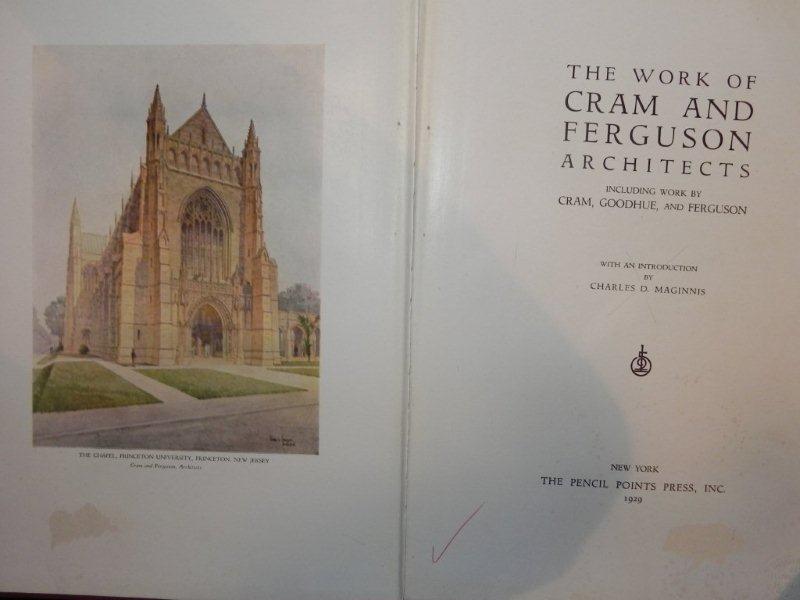 THE CHAPEL, PRINCETON UNIVERSITY, PRINCETON, NEW JERSEY
Cram and Ferguson, Architects
THE WORK OF
CRAM AND
FERGUSON
ARCHITECTS
INCLUDING WORK BY
CRAM, GOODHUE, AND FERGUSON
WITH AN INTRODUCTION
BY
CHARLES D. MAGINNIS
NEW YORK
THE PENCIL POINTS PRESS, INC.
1929